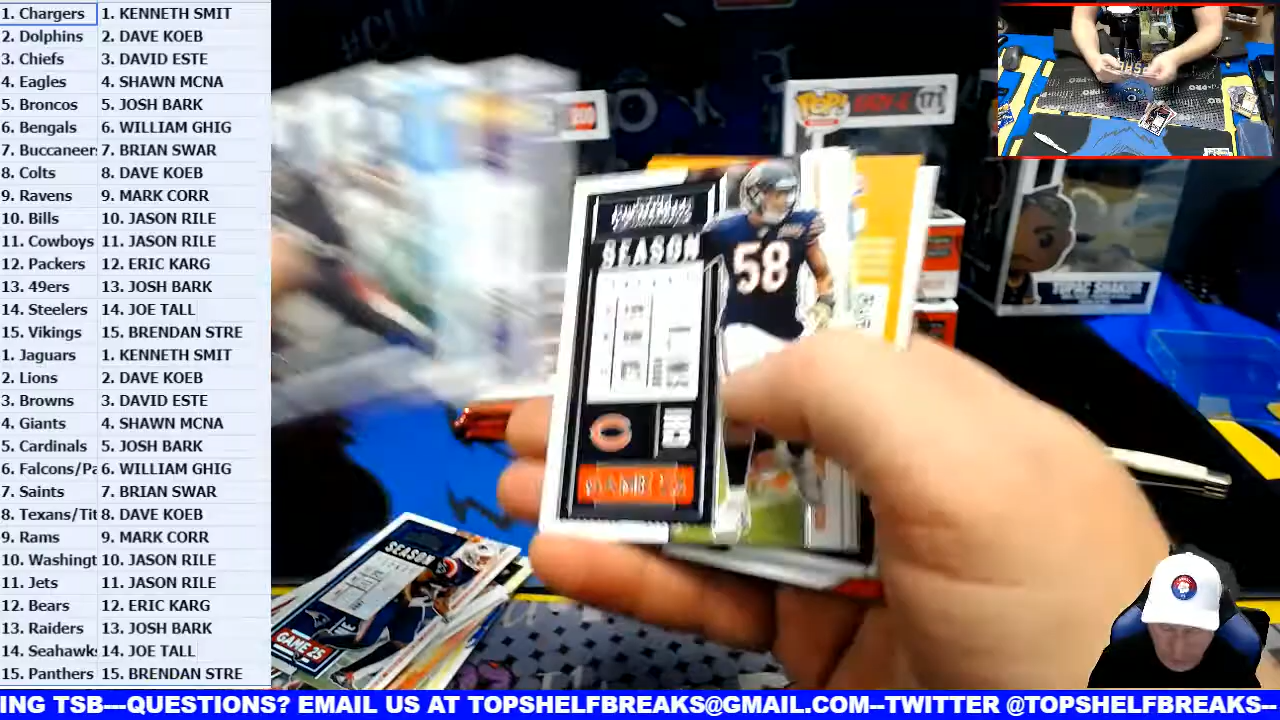 1. Chargers 1. KENNETH SMIT
2. Dolphins 2. DAVE KOEB
3. Chiefs 3. DAVID ESTE
4. Eagles 4. SHAWN MCNA
5. Broncos 5. JOSH BARK
6. Bengals 6. WILLIAM GHIG
7. Buccaneer 7. BRIAN SWAR
8. Colts 8. DAVE KOEB
9. Ravens 9. MARK CORR
10. Bills 10. JASON RILE
11. Cowboys 11. JASON RILE
12. Packers 12. ERIC KARG
13. 49ers 13. JOSH BARK
14. Steelers 14. JOE TALL
15. Vikings 15. BRENDAN STRE
1. Jaguars 1. KENNETH SMIT
2. Lions 2. DAVE KOEB
3. Browns 3. DAVID ESTE
4. Giants 4. SHAWN MCNA
5. Cardinals 5. JOSH BARK
6. Falcons/Pa 6. WILLIAM GHIG
7. Saints 7. BRIAN SWAR
8. Texans/Tit 8. DAVE KOEB
9. Rams 9. MARK CORR
10. Washingt 10. JASON RILE
11. Jets 11. JASON RILE
12. Bears 12. ERIC KARG
13. Raiders 13. JOSH BARK
14. Seahawk 14. JOE TALL
15. Panthers 15. BRENDAN STRE
POP! EAZY-E 171
SEASON
58
CHI
TUPAC SHAKUR
SEASON
GAME 25
ING TSB---QUESTIONS? EMAIL US AT TOPSHELFBREAKS@GMAIL.COM--TWITTER @TOPSHELFBREAKS--